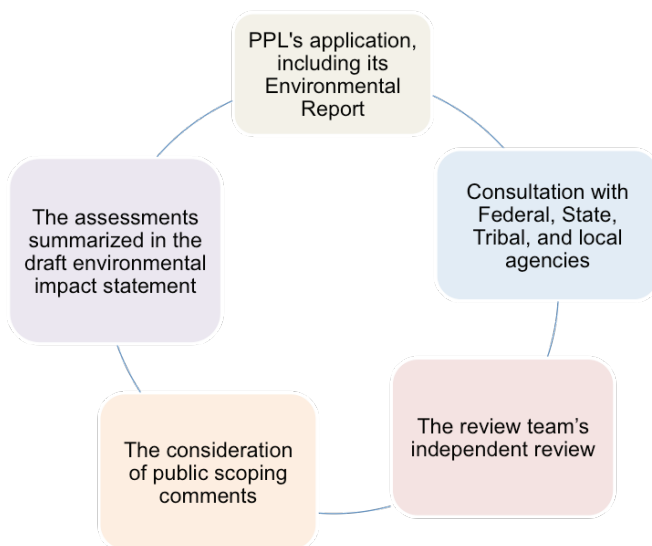 PPL's application,
including its
Environmental
Report
Consultation with
Federal, State,
Tribal, and local
agencies
The review team’s
independent review
The consideration
of public scoping
comments
The assessments
summarized in the
draft environmental
impact statement